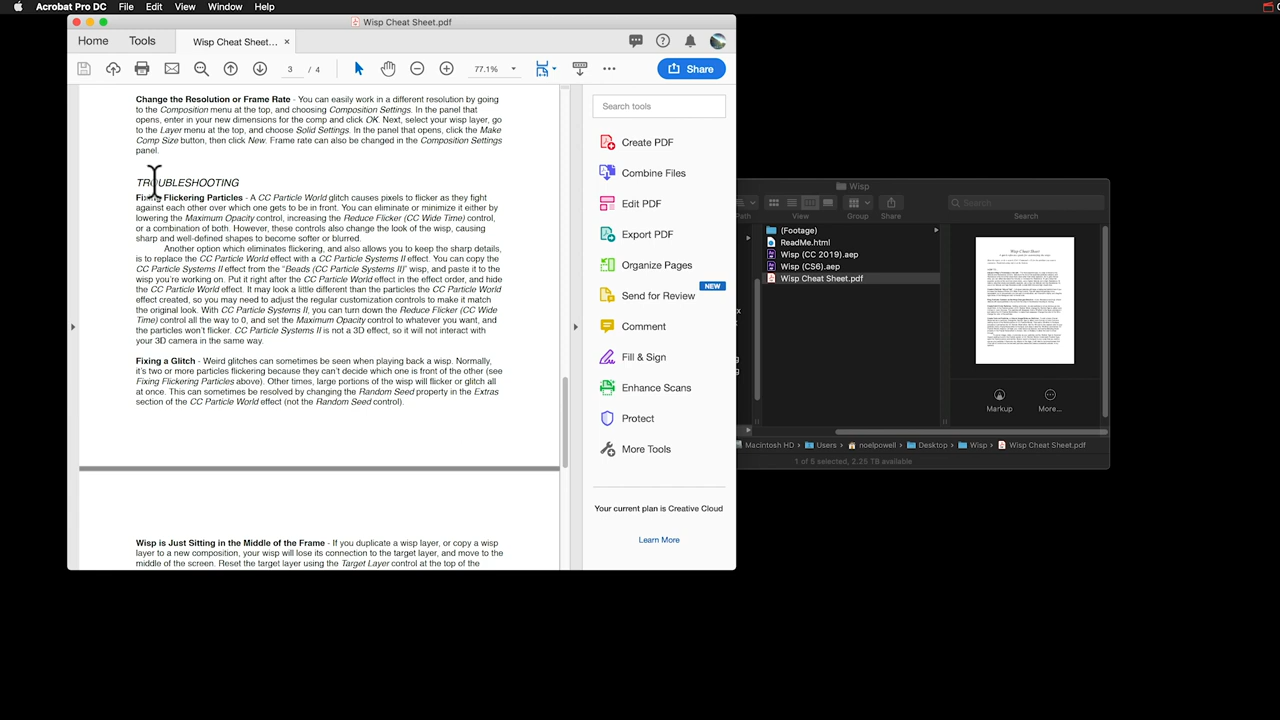 Acrobat Pro DC File Edit View Window Help
Wisp Cheat Sheet.pdf
Home Tools Wisp Cheat Sheet... ×
3 / 4 77.1% Share
Change the Resolution or Frame Rate - You can easily work in a different resolution by going
to the Composition menu at the top, and choosing Composition Settings. In the panel that
opens, enter in your new dimensions for the comp and click OK. Next, select your wisp layer, go
to the Layer menu at the top, and choose Solid Settings. In the panel that opens, click the Make
Comp Size button, then click New. Frame rate can also be changed in the Composition Settings
panel.
TROUBLESHOOTING
Fixing Flickering Particles - A CC Particle World glitch causes pixels to flicker as they fight
against each other over which one gets to be in front. You can eliminate or minimize it either by
lowering the Maximum Opacity control, increasing the Reduce Flicker (CC Wide Time) control,
or a combination of both. However, these controls also change the look of the wisp, causing
sharp and well-defined shapes to become softer or blurred.
Another option which eliminates flickering, and also allows you to keep the sharp details,
is to replace the CC Particle World effect with a CC Particle Systems II effect. You can copy the
CC Particle Systems II effect from the "Beads (CC Particle Systems II)" wisp, and paste it to the
wisp you're working on. Put it right after the CC Particle World effect in the effect order, and hide
the CC Particle World effect. It may look a little different than the particles the CC Particle World
effect created, so you may need to adjust the regular customization controls to make it match
the original look. With CC Particle Systems II, you can turn down the Reduce Flicker (CC Wide
Time) control all the way to 0, and set the Maximum Opacity control to whatever you want, and
the particles won't flicker. CC Particle Systems II is not a 3D effect, so it will not interact with
your 3D camera in the same way.
Fixing a Glitch - Weird glitches can sometimes be seen when playing back a wisp. Normally,
it's two or more particles flickering because they can't decide which one is front of the other (see
Fixing Flickering Particles above). Other times, large portions of the wisp will flicker or glitch all
at once. This can sometimes be resolved by changing the Random Seed property in the Extras
section of the CC Particle World effect (not the Random Seed control).
Wisp is Just Sitting in the Middle of the Frame - If you duplicate a wisp layer, or copy a wisp
layer to a new composition, your wisp will lose its connection to the target layer, and move to the
middle of the screen. Reset the target layer using the Target Layer control at the top of the
Search tools
Create PDF
Combine Files
Edit PDF
Export PDF
Organize Pages
NEW
Send for Review
Comment
Fill & Sign
Enhance Scans
Protect
More Tools
Your current plan is Creative Cloud
Learn More
Wisp
Search
Path View Group Share Search
(Footage)
ReadMe.html
Wisp (CC 2019).aep
Wisp (CS6).aep
Wisp Cheat Sheet.pdf
Wisp Cheat Sheet
Markup More...
Macintosh HD › Users › noelpowell › Desktop › Wisp › Wisp Cheat Sheet.pdf
1 of 5 selected, 2.25 TB available